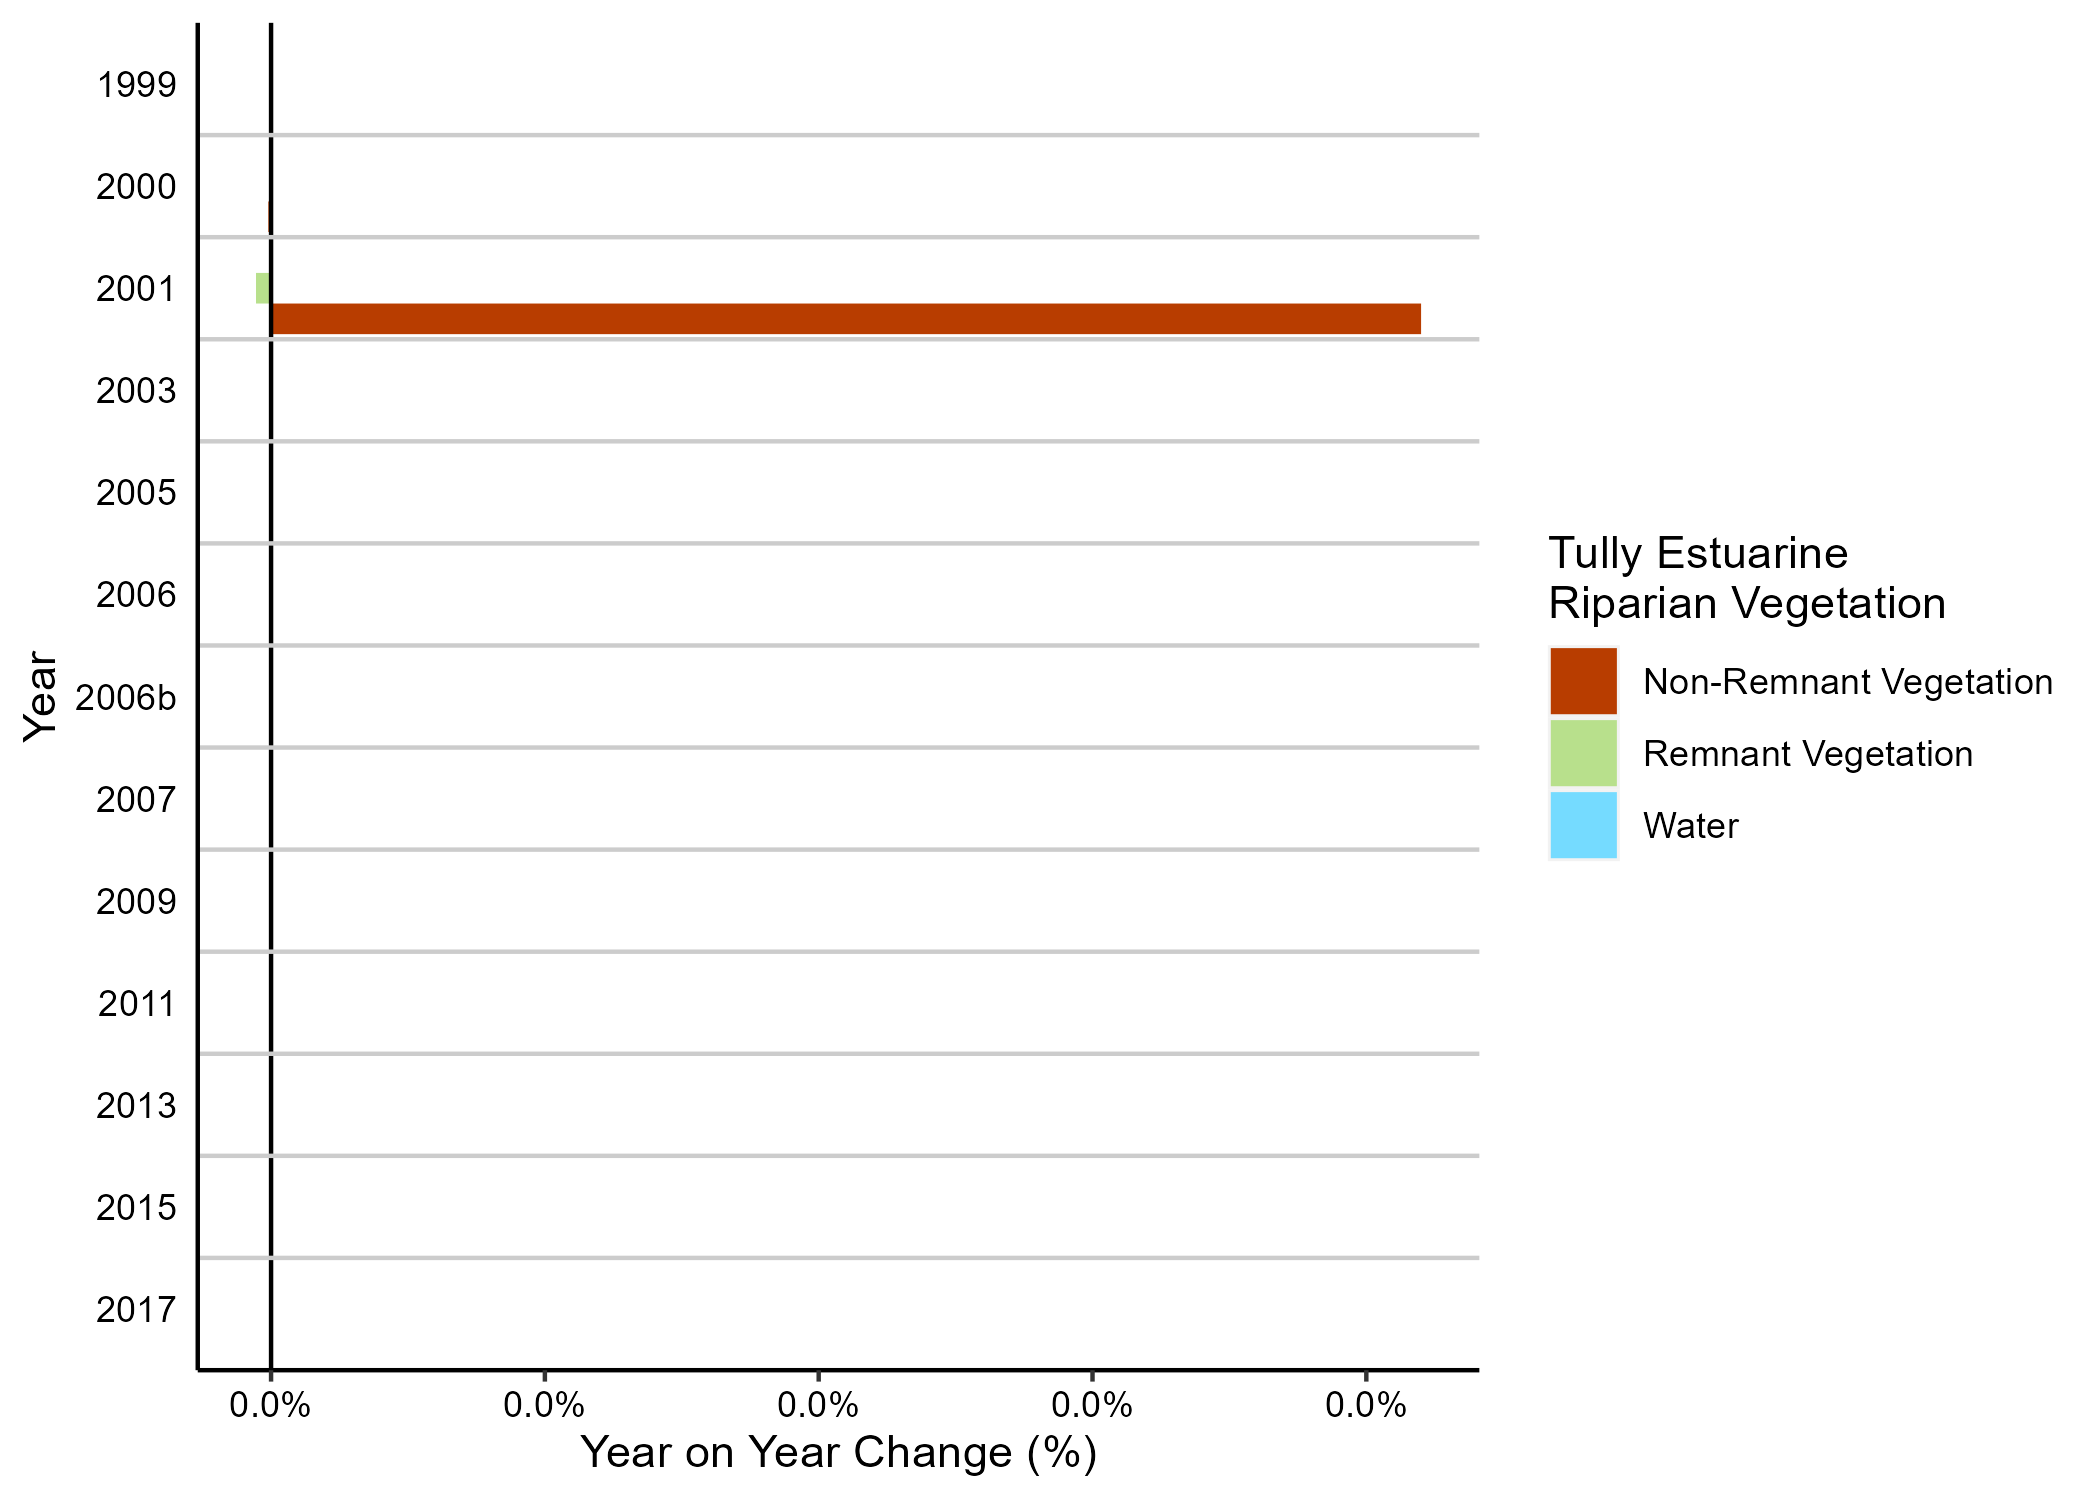 1999
2000
2001
2003
2005
2006
2006b
2007
2009
2011
2013
2015
2017
Year
0.0% 0.0% 0.0% 0.0% 0.0%
Year on Year Change (%)
Tully Estuarine
Riparian Vegetation
Non-Remnant Vegetation
Remnant Vegetation
Water